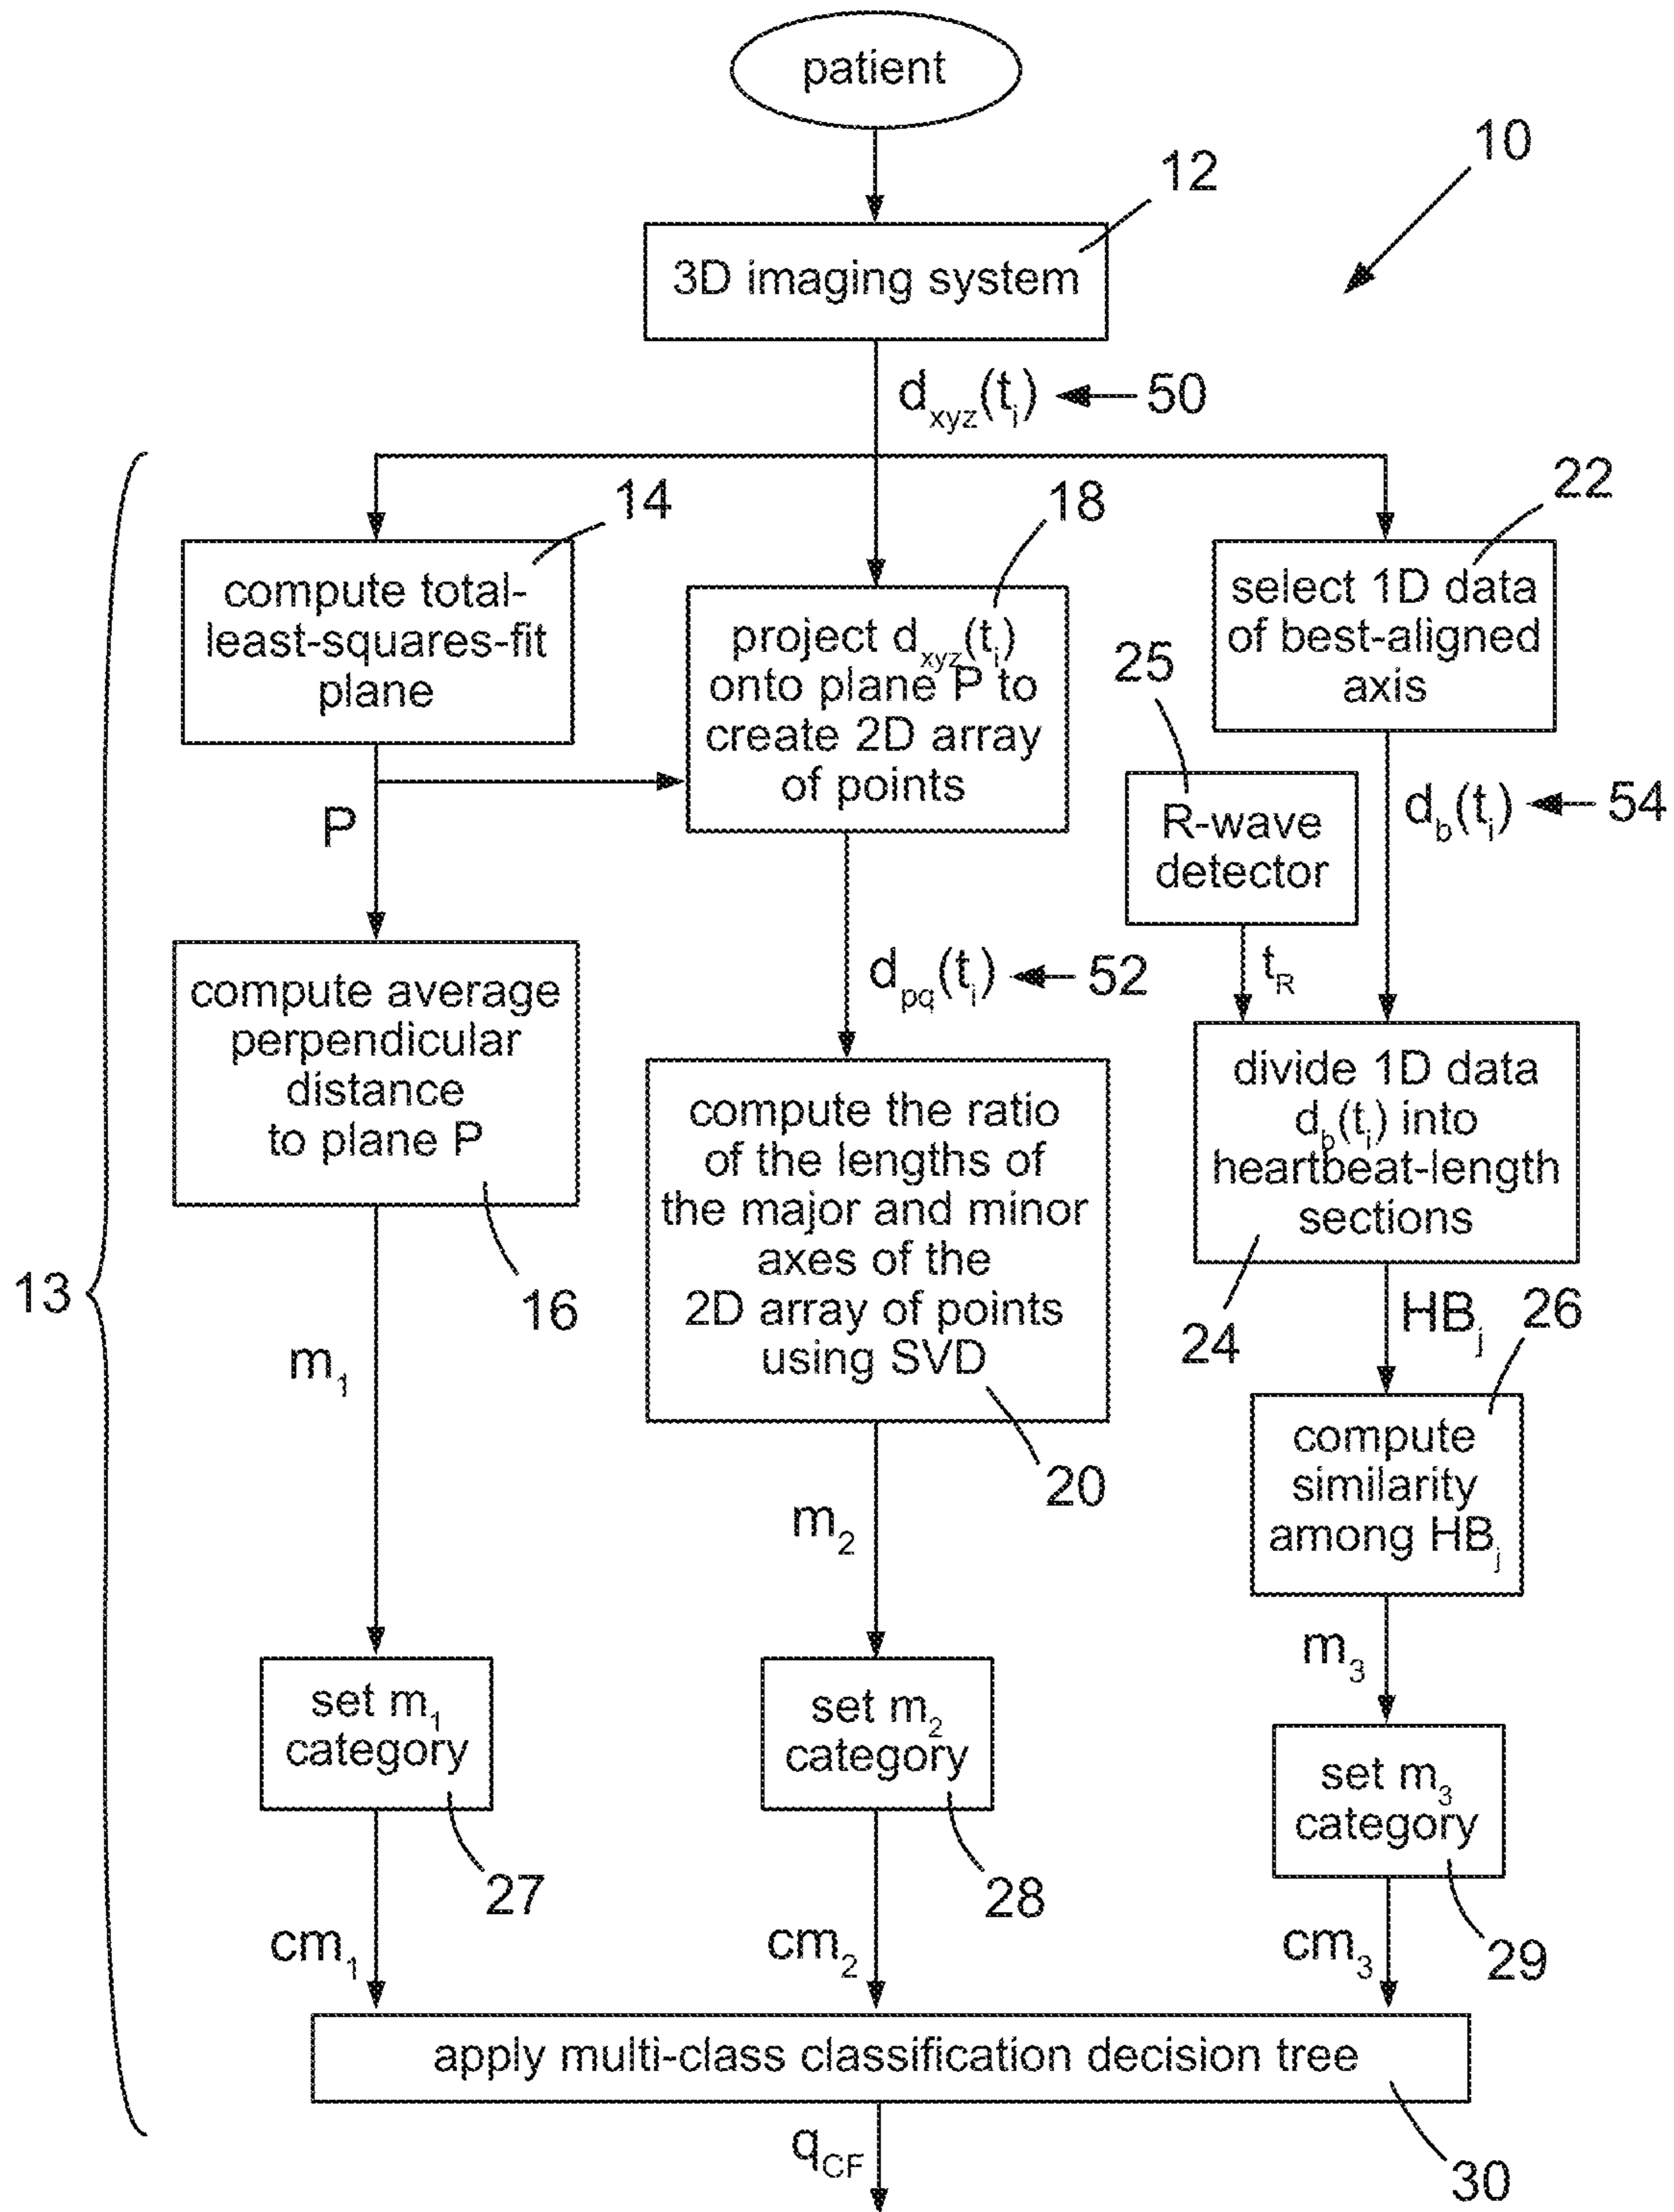 patient
10
12
3D imaging system
dxyz(ti)
50
14
18
22
compute total-
least-squares-fit
plane
project dxyz(ti)
onto plane P to
create 2D array
of points
select 1D data
of best-aligned
axis
25
R-wave
detector
P
db(ti)
54
tR
compute average
perpendicular
distance
to plane P
dpq(ti)
52
divide 1D data
db(ti) into
heartbeat-length
sections
compute the ratio
of the lengths of
the major and minor
axes of the
2D array of points
using SVD
13
16
24
HBj
26
m1
20
compute
similarity
among HBj
m2
m3
set m1
category
set m2
category
set m3
category
27
28
29
cm1
cm2
cm3
apply multi-class classification decision tree
qCF
30